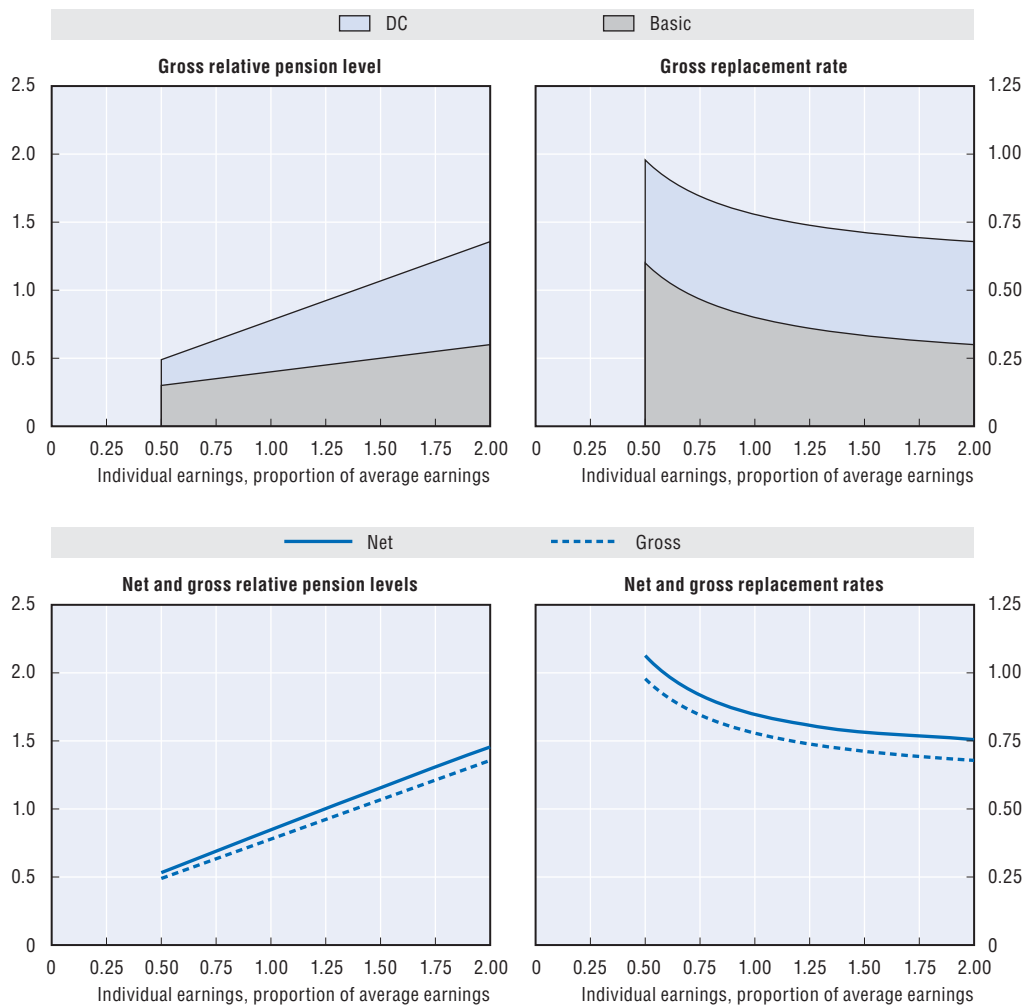 DC Basic
Gross relative pension level Gross replacement rate
2.5 1.25
2.0 1.00
1.5 0.75
1.0 0.50
0.5 0.25
0 0
0 0.25 0.50 0.75 1.00 1.25 1.50 1.75 2.00 0 0.25 0.50 0.75 1.00 1.25 1.50 1.75 2.00
Individual earnings, proportion of average earnings Individual earnings, proportion of average earnings
Net Gross
Net and gross relative pension levels Net and gross replacement rates
2.5 1.25
2.0 1.00
1.5 0.75
1.0 0.50
0.5 0.25
0 0
0 0.25 0.50 0.75 1.00 1.25 1.50 1.75 2.00 0 0.25 0.50 0.75 1.00 1.25 1.50 1.75 2.00
Individual earnings, proportion of average earnings Individual earnings, proportion of average earnings